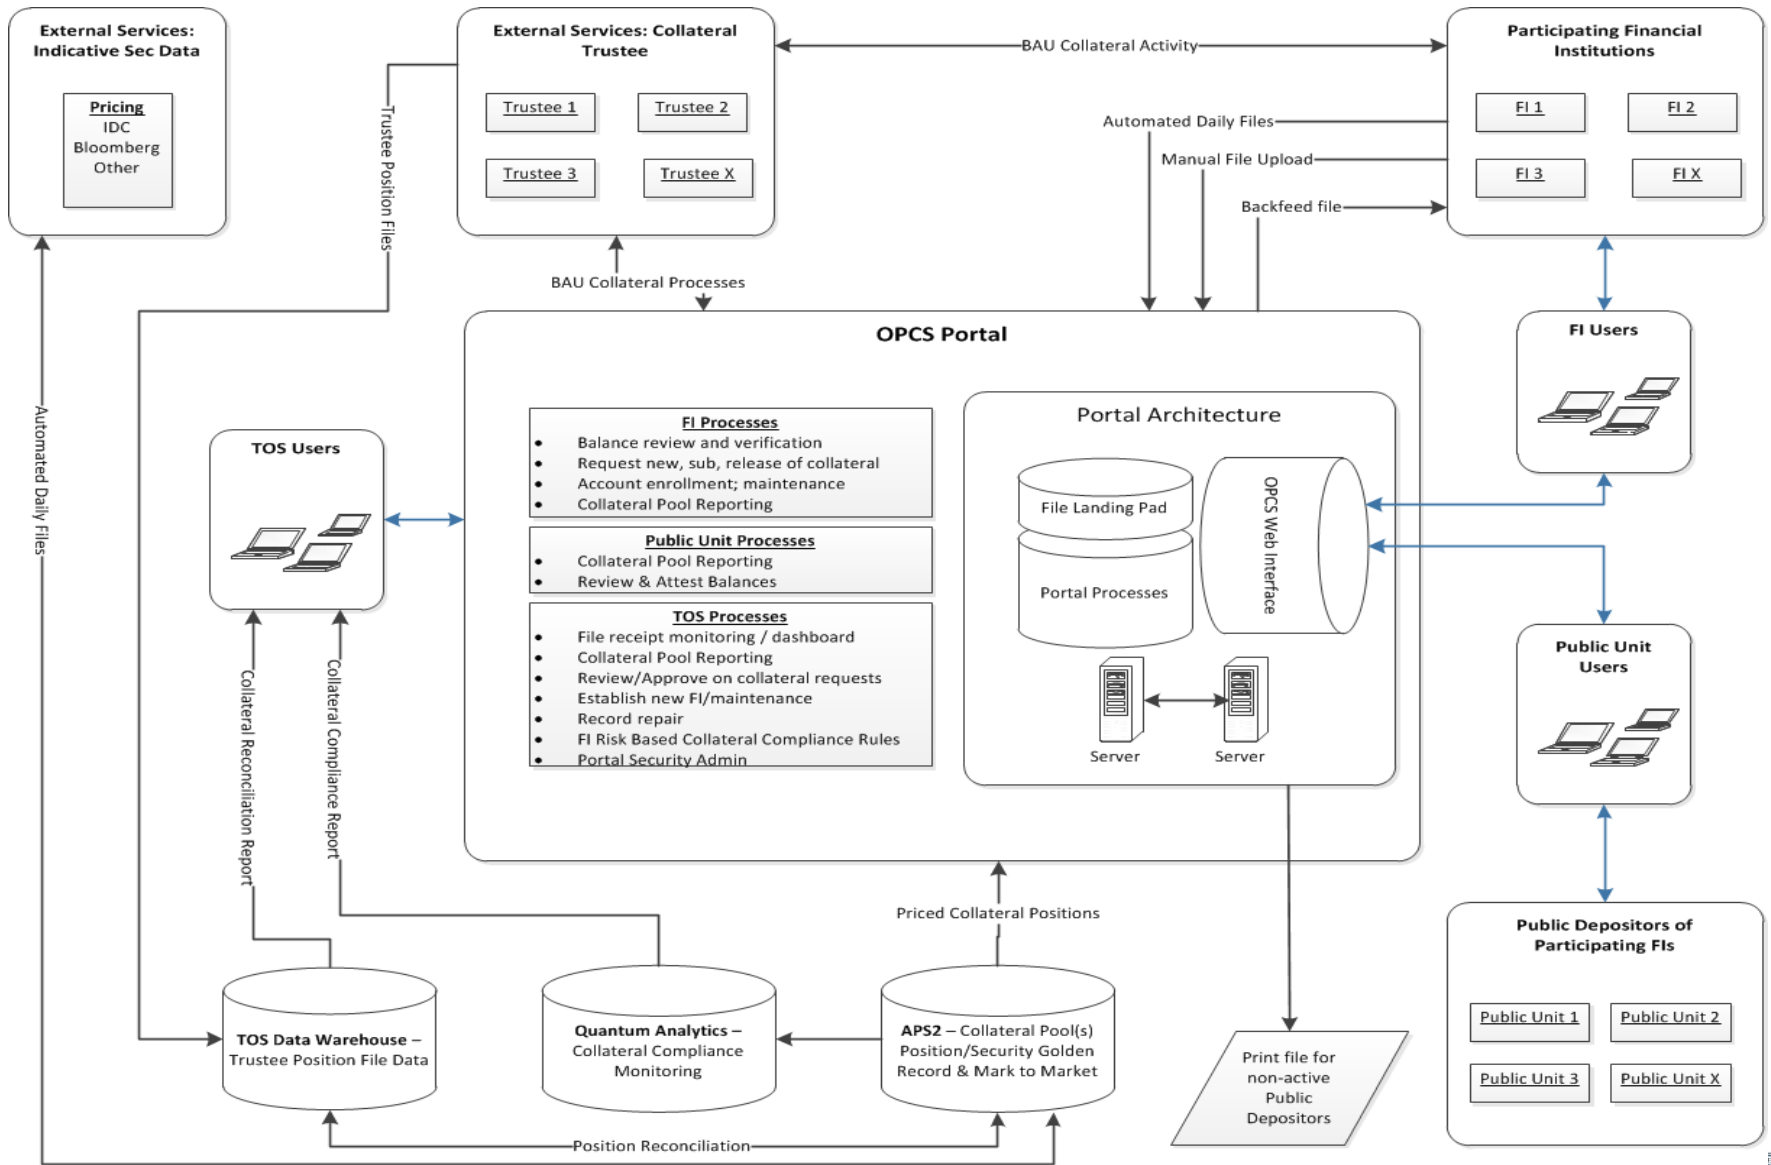 External Services:
Indicative Sec Data
Pricing
IDC
Bloomberg
Other
External Services: Collateral
Trustee
Trustee 1
Trustee 2
Trustee 3
Trustee X
BAU Collateral Activity
Participating Financial
Institutions
FI 1
FI 2
FI 3
FI X
Automated Daily Files
Manual File Upload
Backfeed file
Trustee Position Files
BAU Collateral Processes
OPCS Portal
FI Processes
• Balance review and verification
• Request new, sub, release of collateral
• Account enrollment; maintenance
• Collateral Pool Reporting
Public Unit Processes
• Collateral Pool Reporting
• Review & Attest Balances
TOS Processes
• File receipt monitoring / dashboard
• Collateral Pool Reporting
• Review/Approve on collateral requests
• Establish new FI/maintenance
• Record repair
• FI Risk Based Collateral Compliance Rules
• Portal Security Admin
Portal Architecture
File Landing Pad
Portal Processes
OPCS Web Interface
Server
Server
FI Users
Public Unit
Users
TOS Users
Automated Daily Files
Collateral Reconciliation Report
Collateral Compliance Report
Priced Collateral Positions
TOS Data Warehouse –
Trustee Position File Data
Quantum Analytics –
Collateral Compliance
Monitoring
APS2 – Collateral Pool(s)
Position/Security Golden
Record & Mark to Market
Position Reconciliation
Print file for
non-active
Public
Depositors
Public Depositors of
Participating FIs
Public Unit 1
Public Unit 2
Public Unit 3
Public Unit X